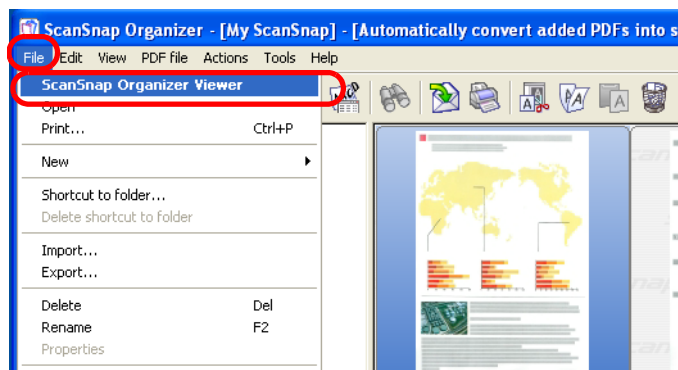 ScanSnap Organizer - [My ScanSnap] - [Automatically convert added PDFs into s
File Edit View PDF file Actions Tools Help
ScanSnap Organizer Viewer
Open
Print... Ctrl+P
New
Shortcut to folder...
Delete shortcut to folder
Import...
Export...
Delete Del
Rename F2
Properties